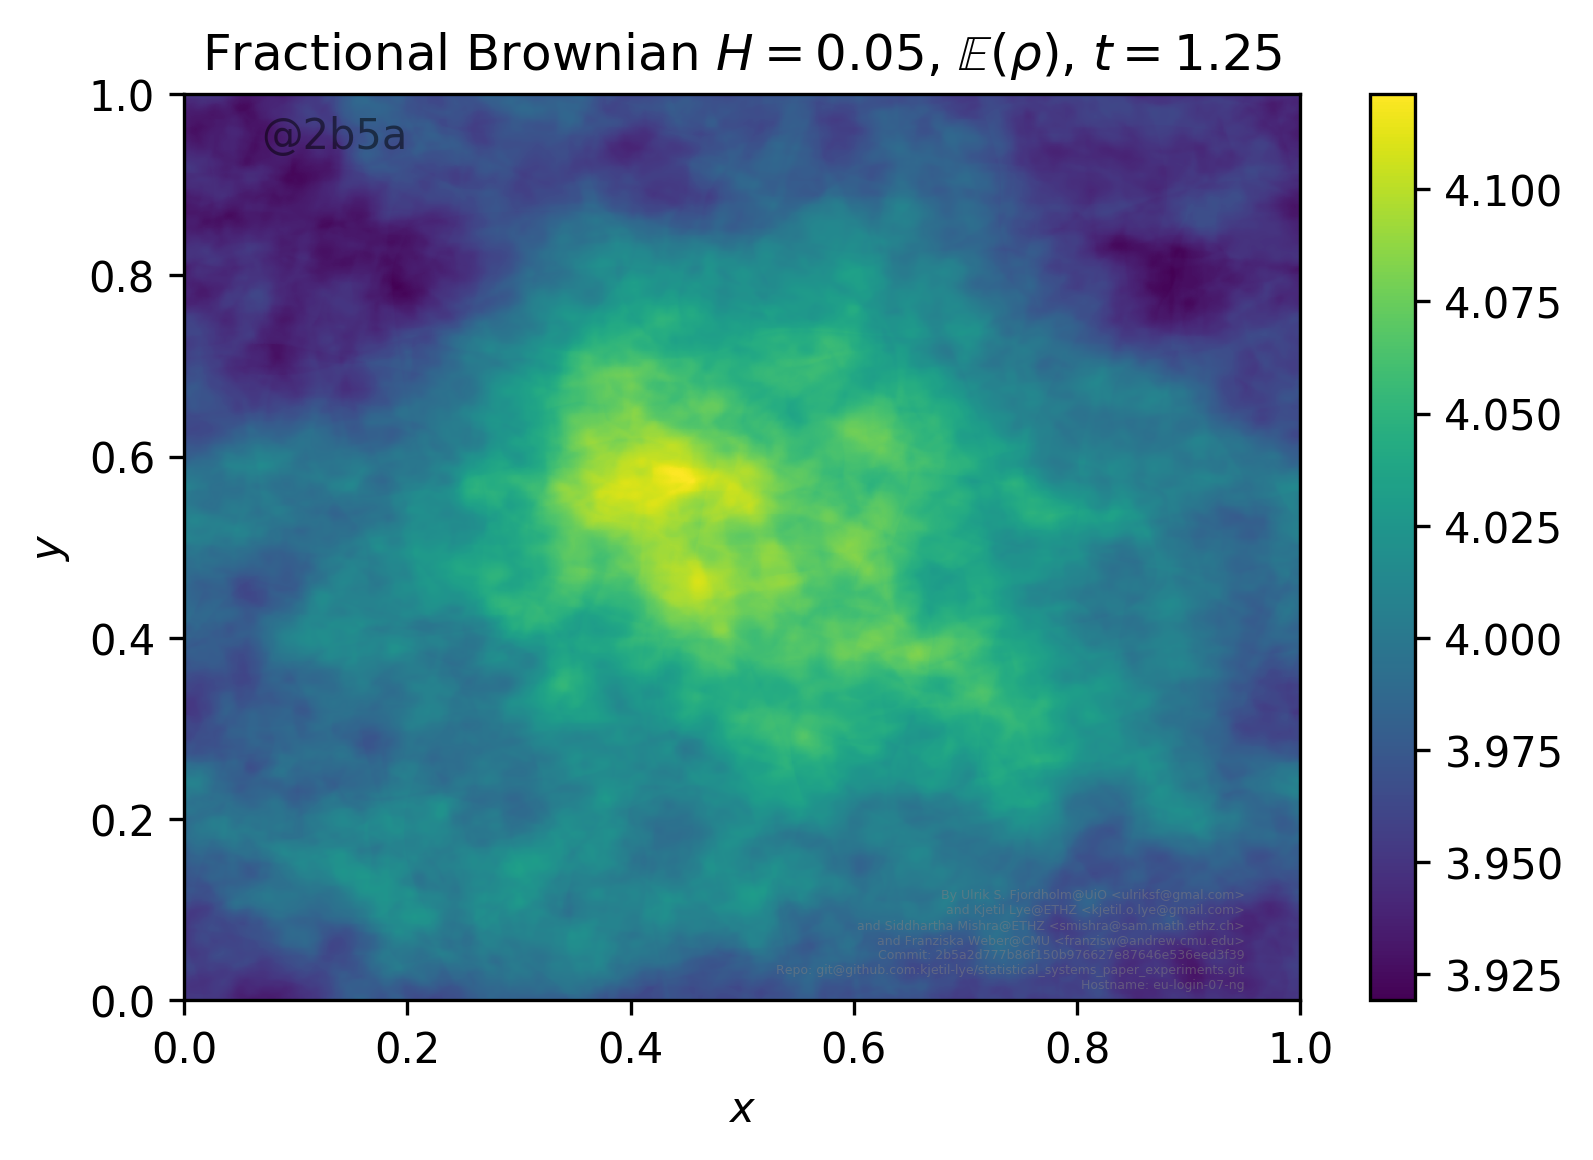 Fractional Brownian H = 0.05, 𝔼(ρ), t = 1.25
1.0
0.8
0.6
0.4
0.2
0.0
y
0.0 0.2 0.4 0.6 0.8 1.0
x
@2b5a
By Ulrik S. Fjordholm@UiO <ulriksf@gmal.com>
and Kjetil Lye@ETHZ <kjetil.o.lye@gmail.com>
and Siddhartha Mishra@ETHZ <smishra@sam.math.ethz.ch>
and Franziska Weber@CMU <franzisw@andrew.cmu.edu>
Commit: 2b5a2d777b86f150b976627e87646e536eed3f39
Repo: git@github.com:kjetil-lye/statistical_systems_paper_experiments.git
Hostname: eu-login-07-ng
4.100
4.075
4.050
4.025
4.000
3.975
3.950
3.925